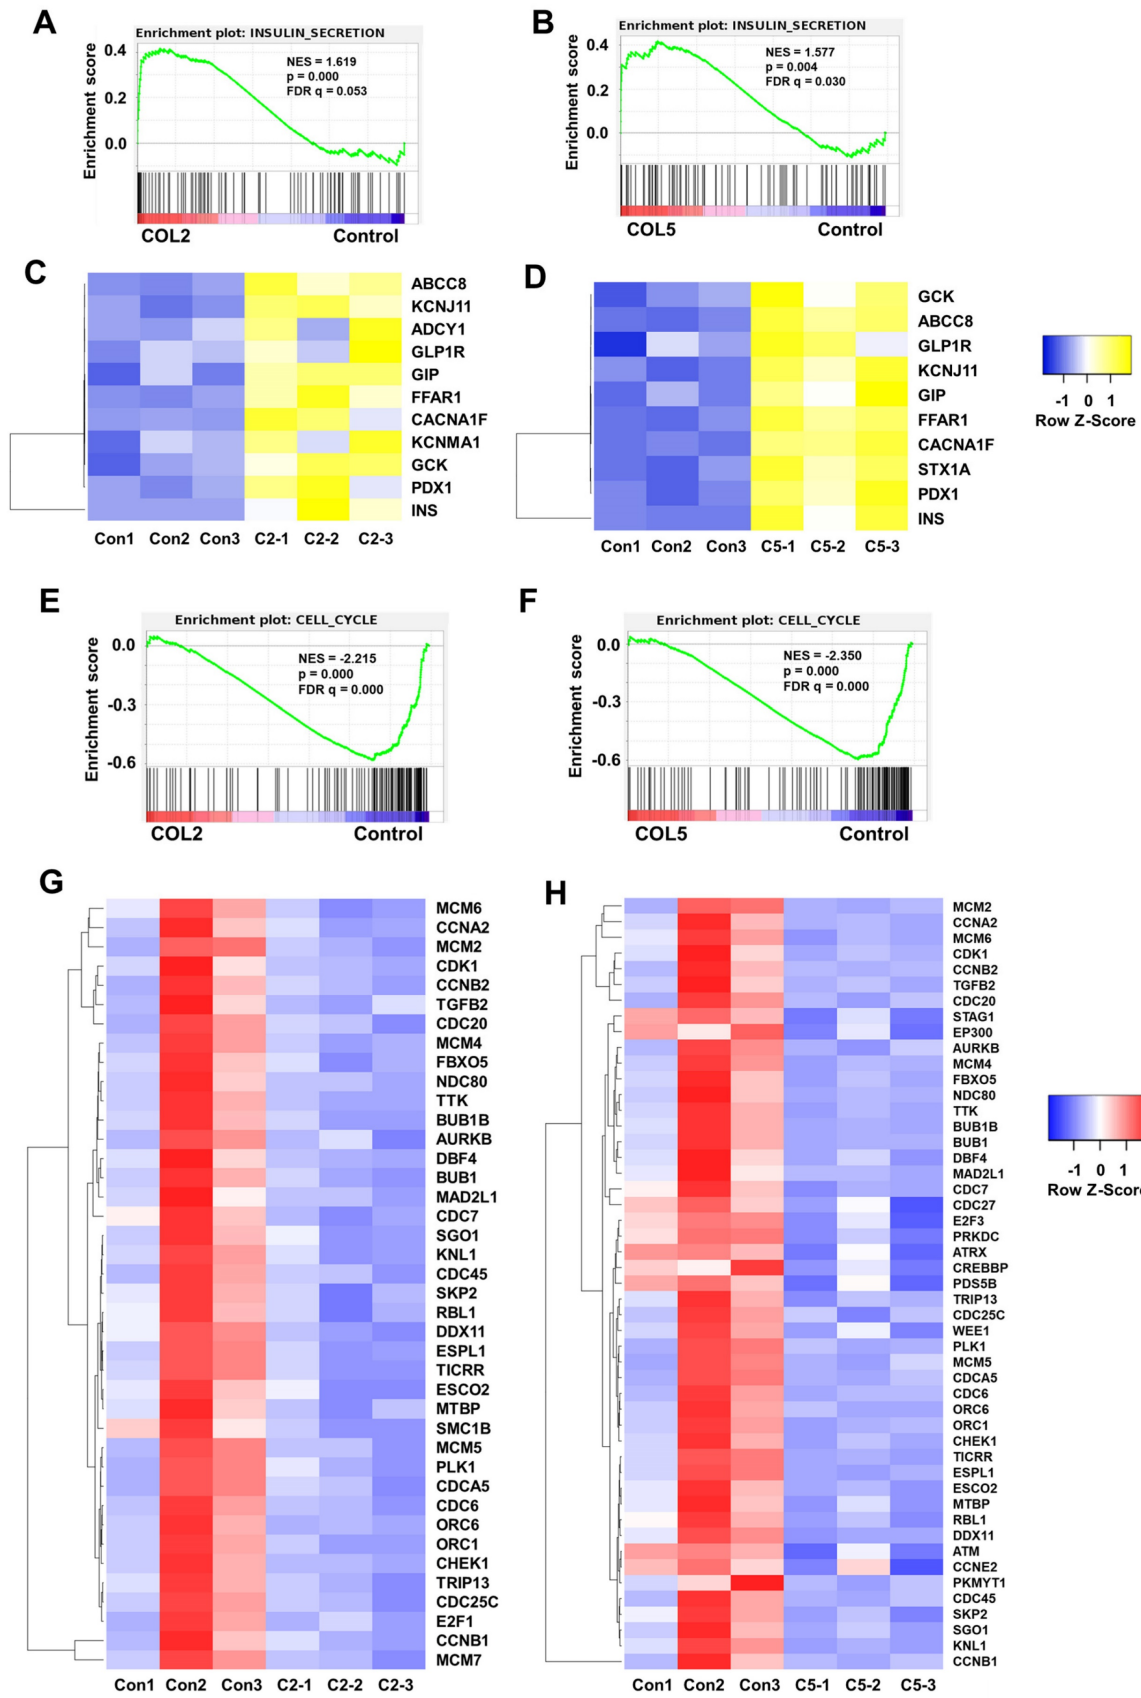 A
Enrichment plot: INSULIN_SECRETION
Enrichment score
0.4
0.2
0.0
NES = 1.619
p = 0.000
FDR q = 0.053
COL2 Control
B
Enrichment plot: INSULIN_SECRETION
Enrichment score
0.4
0.2
0.0
NES = 1.577
p = 0.004
FDR q = 0.030
COL5 Control
C
ABCC8
KCNJ11
ADCY1
GLP1R
GIP
FFAR1
CACNA1F
KCNMA1
GCK
PDX1
INS
Con1 Con2 Con3 C2-1 C2-2 C2-3
D
GCK
ABCC8
GLP1R
KCNJ11
GIP
FFAR1
CACNA1F
STX1A
PDX1
INS
Con1 Con2 Con3 C5-1 C5-2 C5-3
-1 0 1
Row Z-Score
E
Enrichment plot: CELL_CYCLE
Enrichment score
0.0
-0.3
-0.6
NES = -2.215
p = 0.000
FDR q = 0.000
COL2 Control
F
Enrichment plot: CELL_CYCLE
Enrichment score
0.0
-0.3
-0.6
NES = -2.350
p = 0.000
FDR q = 0.000
COL5 Control
G
MCM6
CCNA2
MCM2
CDK1
CCNB2
TGFB2
CDC20
MCM4
FBXO5
NDC80
TTK
BUB1B
AURKB
DBF4
BUB1
MAD2L1
CDC7
SGO1
KNL1
CDC45
SKP2
RBL1
DDX11
ESPL1
TICRR
ESCO2
MTBP
SMC1B
MCM5
PLK1
CDCA5
CDC6
ORC6
ORC1
CHEK1
TRIP13
CDC25C
E2F1
CCNB1
MCM7
Con1 Con2 Con3 C2-1 C2-2 C2-3
H
MCM2
CCNA2
MCM6
CDK1
CCNB2
TGFB2
CDC20
STAG1
EP300
AURKB
MCM4
FBXO5
NDC80
TTK
BUB1B
BUB1
DBF4
MAD2L1
CDC7
CDC27
E2F3
PRKDC
ATRX
CREBBP
PDS5B
TRIP13
CDC25C
WEE1
PLK1
MCM5
CDCA5
CDC6
ORC6
ORC1
CHEK1
TICRR
ESPL1
ESCO2
MTBP
RBL1
DDX11
ATM
CCNE2
PKMYT1
CDC45
SKP2
SGO1
KNL1
CCNB1
Con1 Con2 Con3 C5-1 C5-2 C5-3
-1 0 1
Row Z-Sco